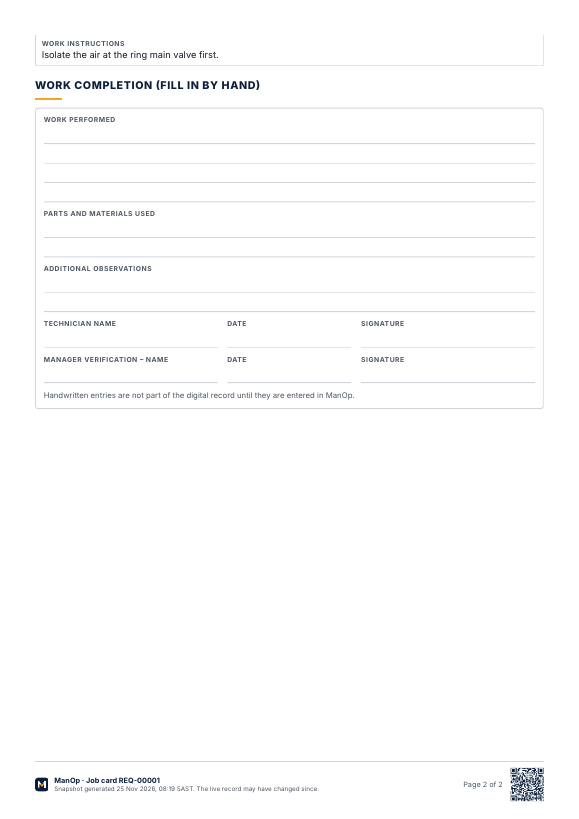 WORK INSTRUCTIONS
Isolate the air at the ring main valve first.
WORK COMPLETION (FILL IN BY HAND)
WORK PERFORMED
PARTS AND MATERIALS USED
ADDITIONAL OBSERVATIONS
TECHNICIAN NAME DATE SIGNATURE
MANAGER VERIFICATION – NAME DATE SIGNATURE
Handwritten entries are not part of the digital record until they are entered in ManOp.
M
ManOp · Job card REQ-00001
Snapshot generated 25 Nov 2026, 08:19 SAST. The live record may have changed since.
Page 2 of 2